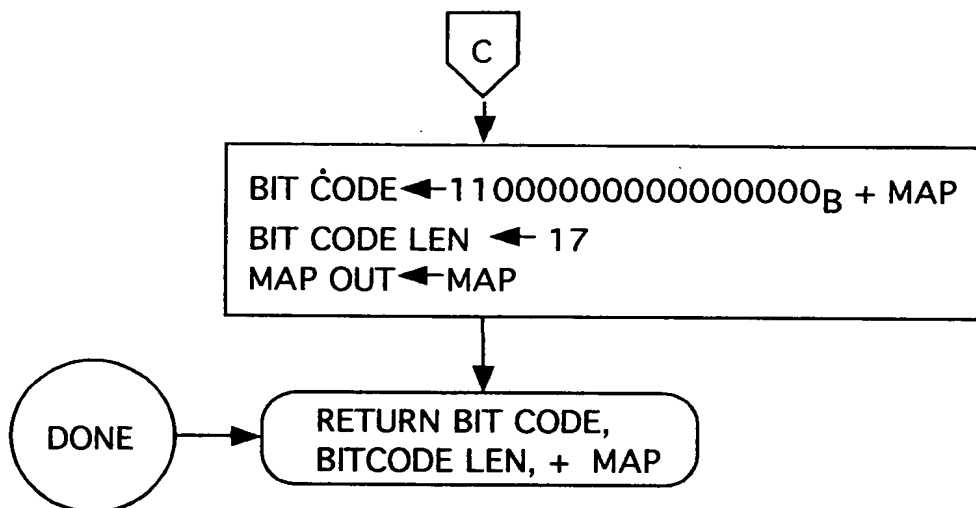 C
BIT CODE←11000000000000000B + MAP
BIT CODE LEN ← 17
MAP OUT←MAP
DONE
RETURN BIT CODE,
BITCODE LEN, + MAP